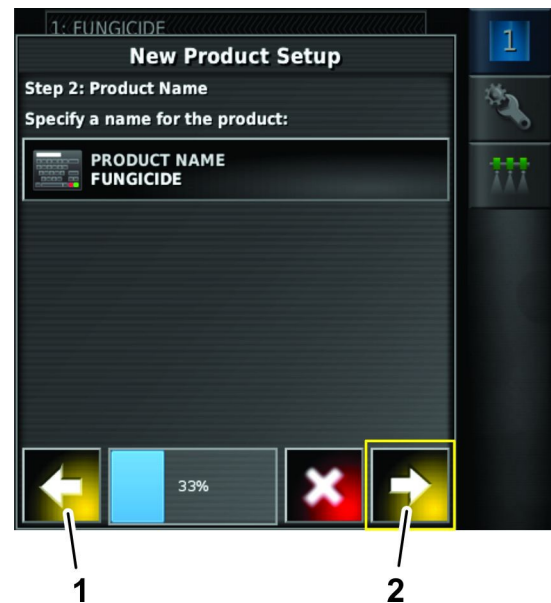 1: FUNGICIDE
New Product Setup
1
Step 2: Product Name
Specify a name for the product:
PRODUCT NAME
FUNGICIDE
33%
1
2